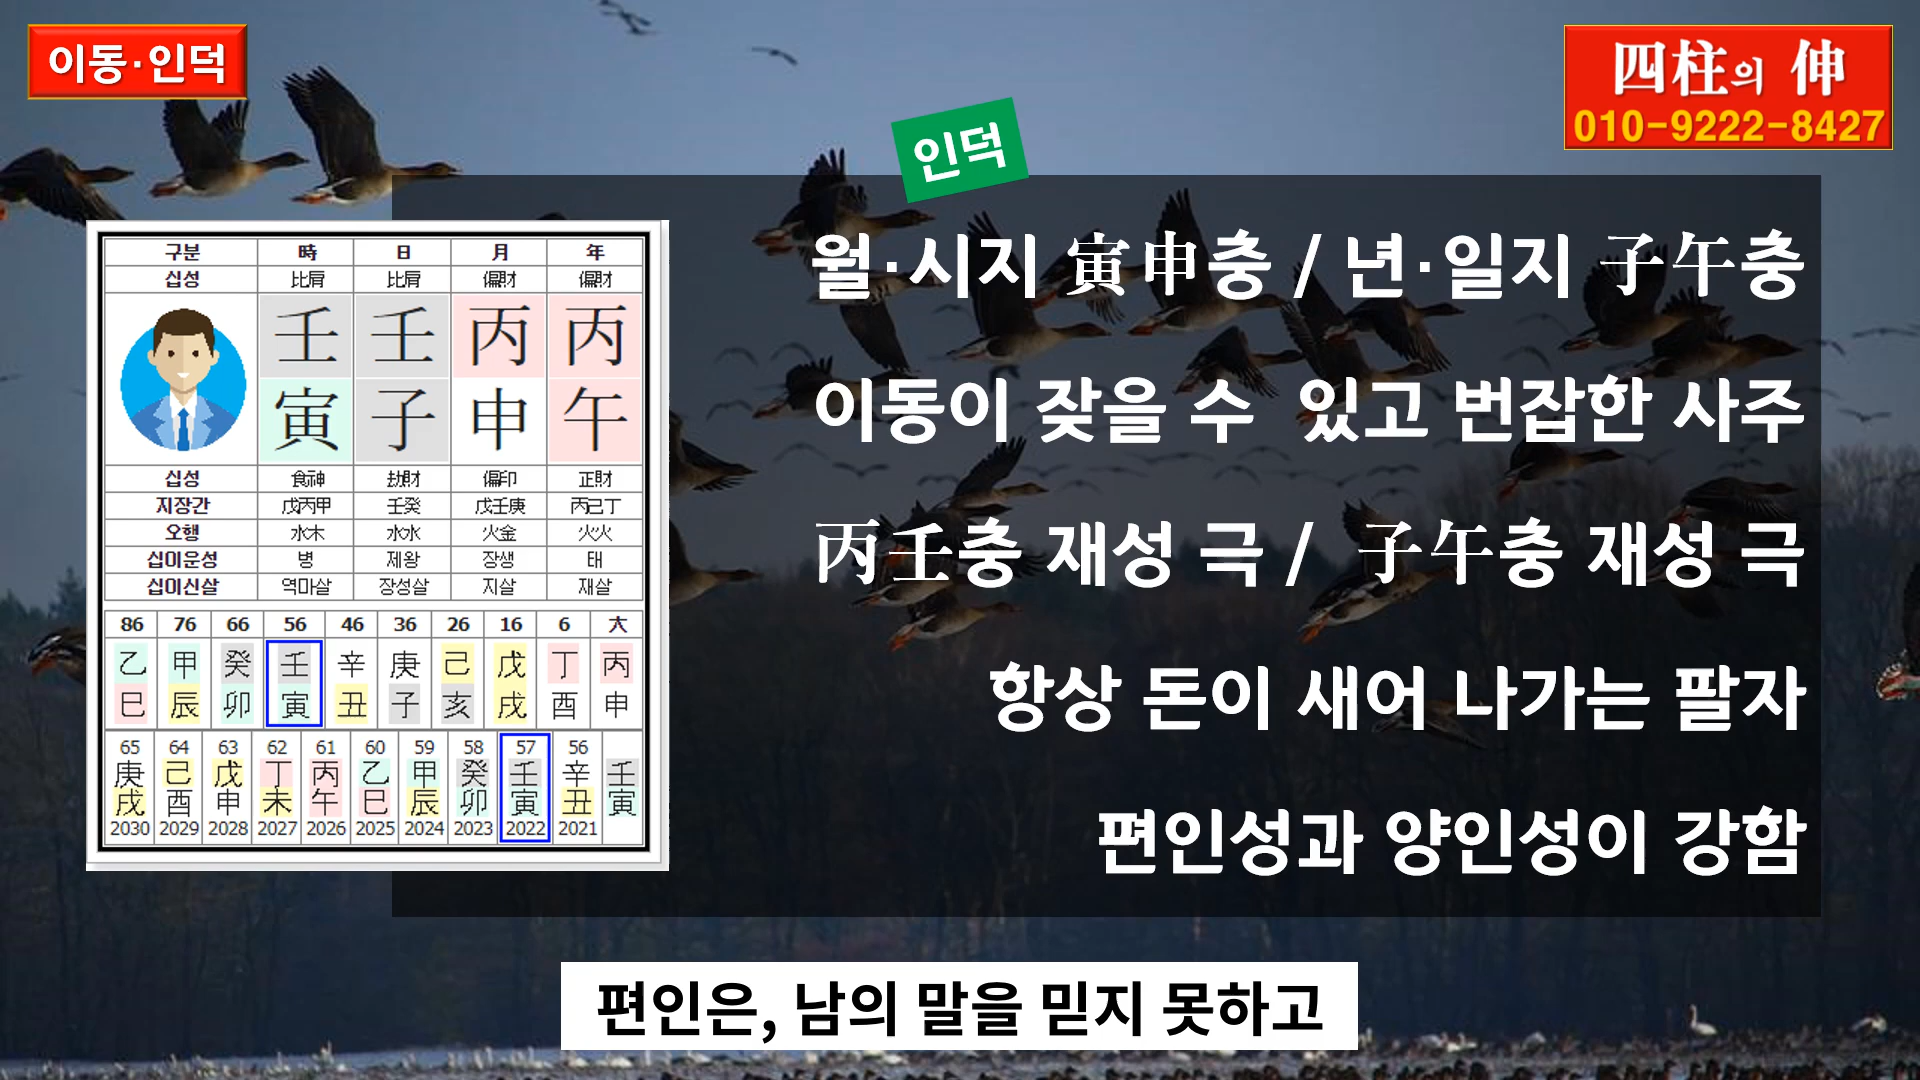 이동·인덕
四柱의 伸
010-9222-8427
인덕
월·시지 寅申충 / 년·일지 子午충
이동이 잦을 수 있고 번잡한 사주
丙壬충 재성 극 / 子午충 재성 극
항상 돈이 새어 나가는 팔자
편인성과 양인성이 강함
구분 時 日 月 年
십성 比肩 比肩 偏財 偏財
壬 壬 丙 丙
寅 子 申 午
십성 食神 劫財 偏印 正財
지장간 戊丙甲 壬癸 戊壬庚 丙己丁
오행 水木 水水 火金 火火
십이운성 병 제왕 장생 태
십이신살 역마살 장성살 지살 재살
86 76 66 56 46 36 26 16 6 大
乙 甲 癸 壬 辛 庚 己 戊 丁 丙
巳 辰 卯 寅 丑 子 亥 戌 酉 申
65 64 63 62 61 60 59 58 57 56
庚 己 戊 丁 丙 乙 甲 癸 壬 辛 壬
戌 酉 申 未 午 巳 辰 卯 寅 丑 寅
2030 2029 2028 2027 2026 2025 2024 2023 2022 2021
편인은, 남의 말을 믿지 못하고